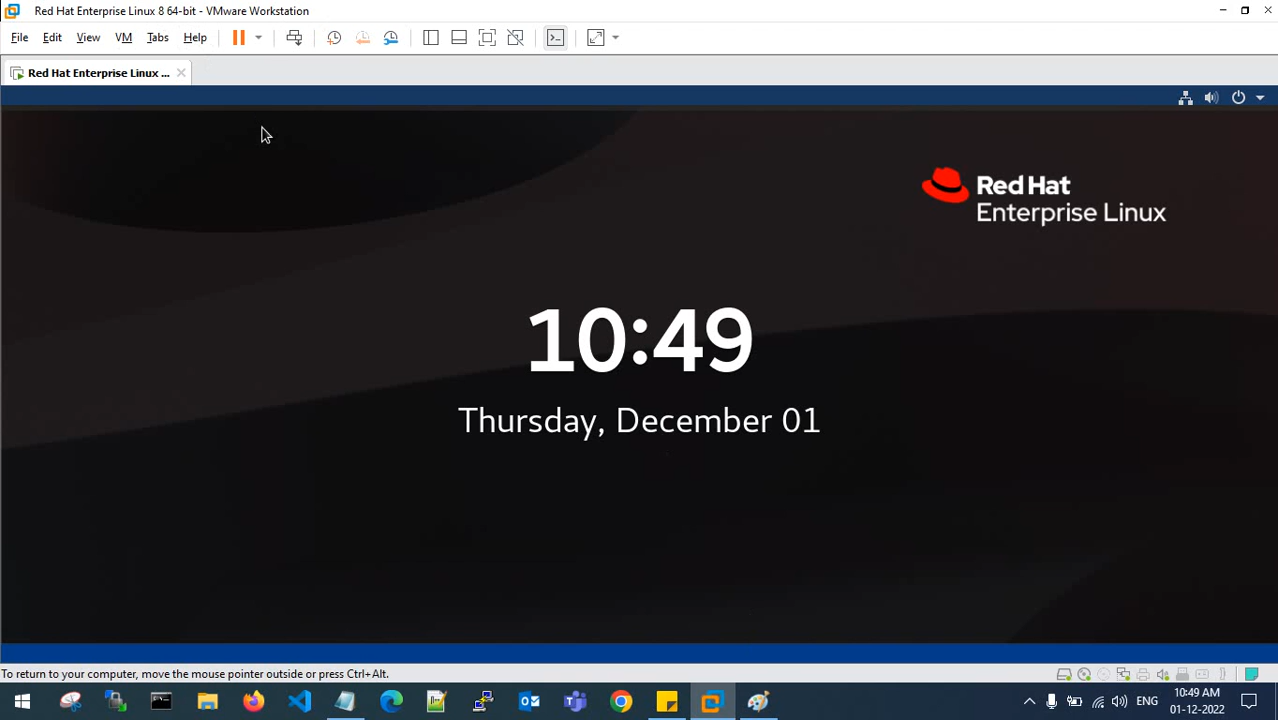 Red Hat Enterprise Linux 8 64-bit - VMware Workstation
File Edit View VM Tabs Help
Red Hat Enterprise Linux ...
Red Hat
Enterprise Linux
10:49
Thursday, December 01
To return to your computer, move the mouse pointer outside or press Ctrl+Alt.
ENG
10:49 AM
01-12-2022